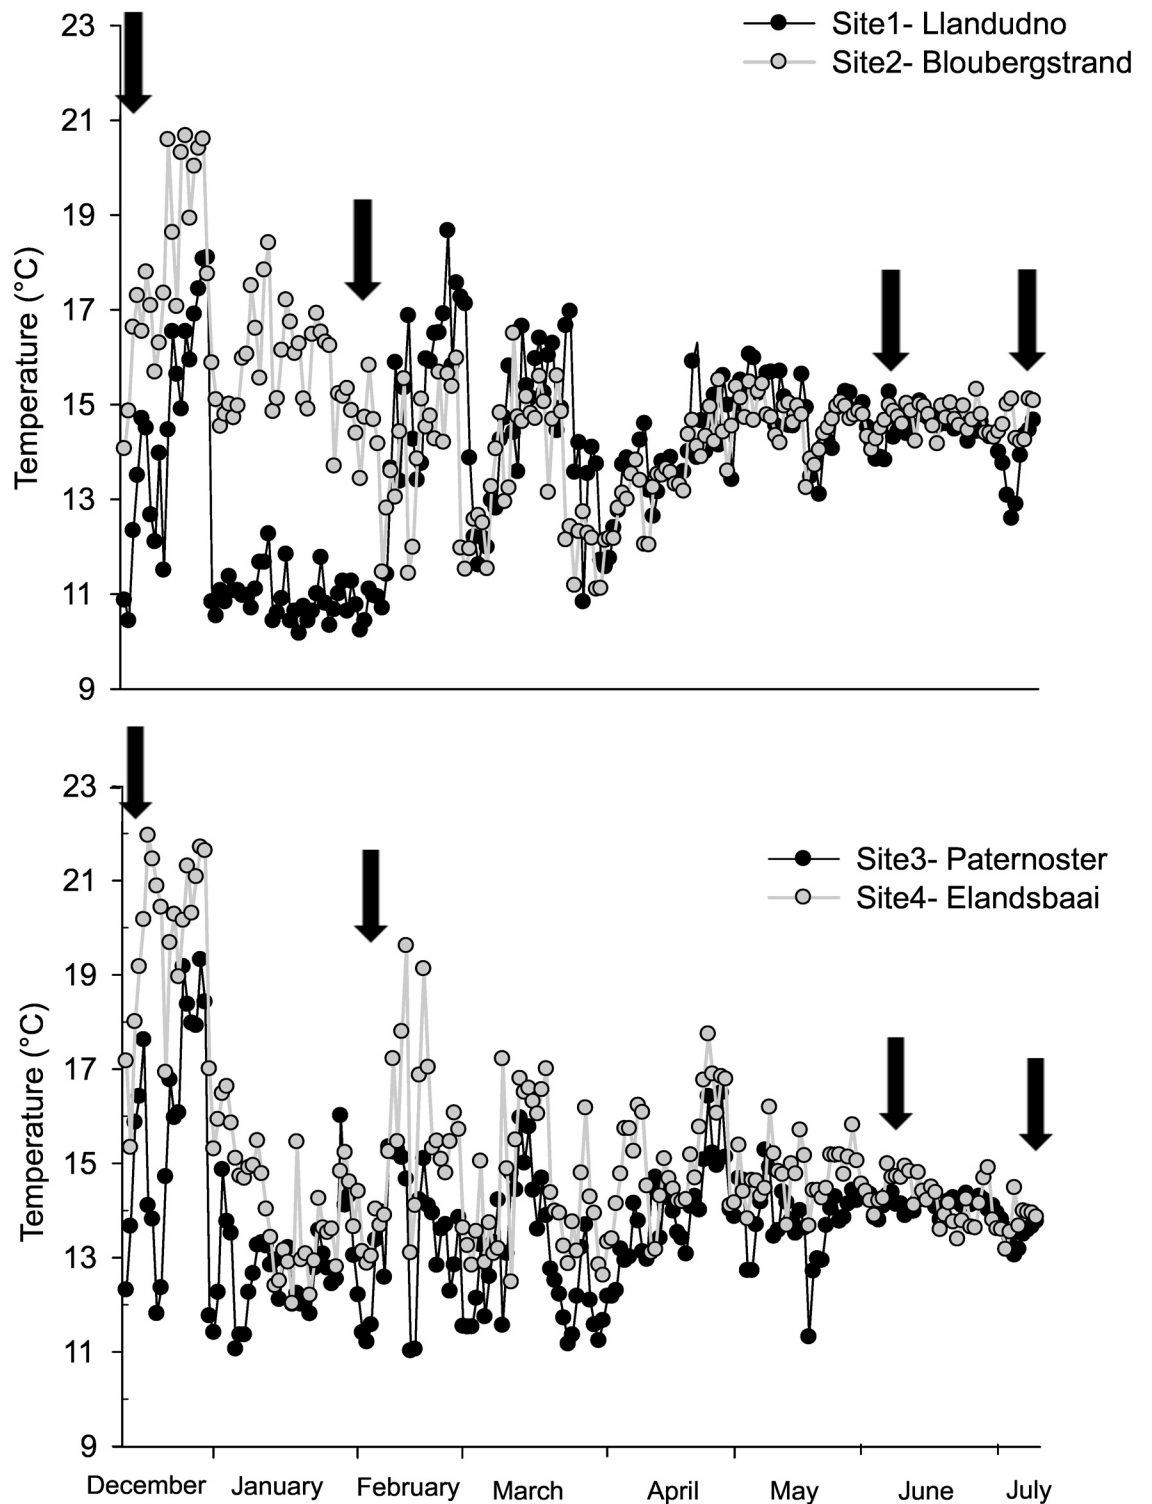 23
21
19
17
15
13
11
9
Temperature (°C)
Site1- Llandudno
Site2- Bloubergstrand
23
21
19
17
15
13
11
9
Temperature (°C)
Site3- Paternoster
Site4- Elandsbaai
December January February March April May June July